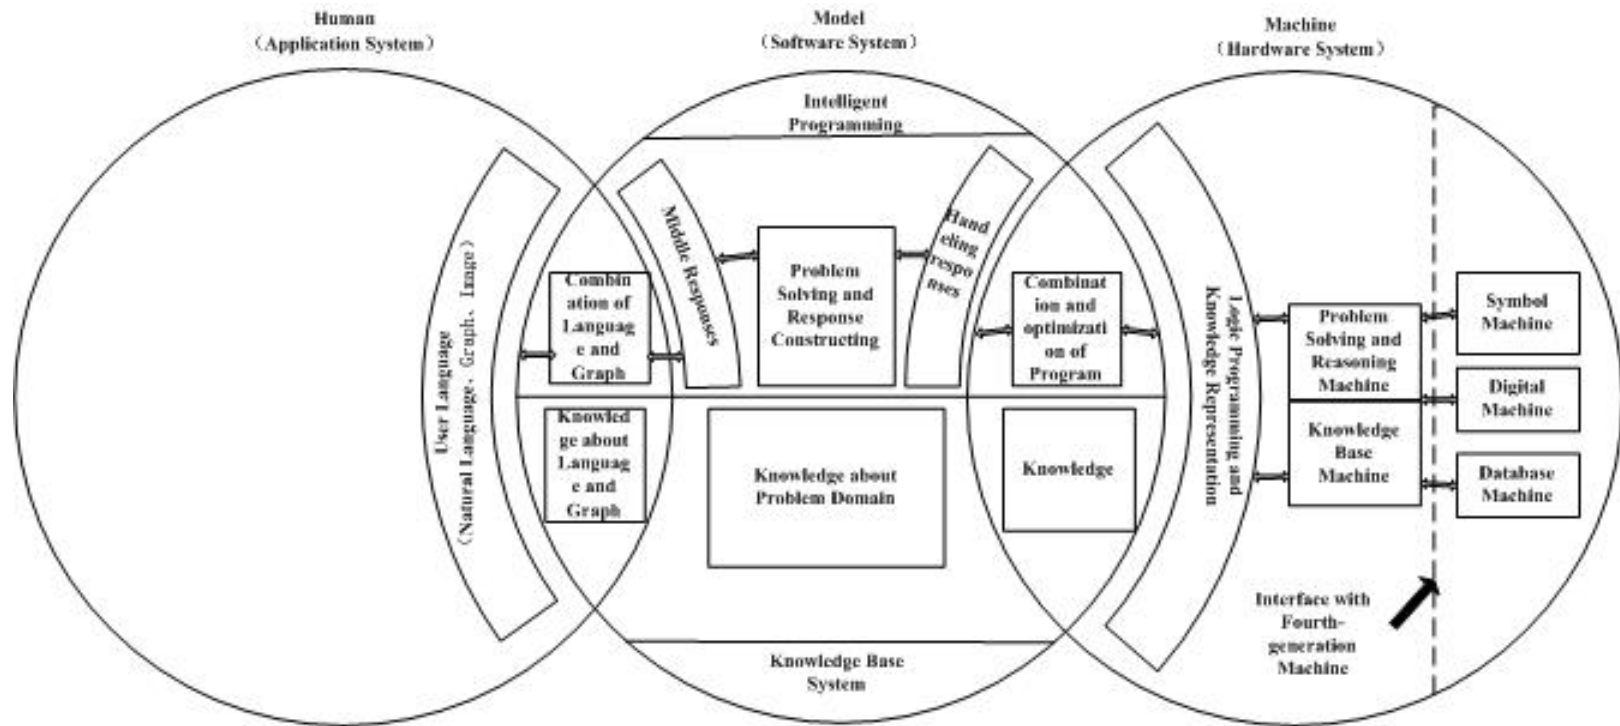 Human
（Application System）
Model
（Software System）
Machine
（Hardware System）
Intelligent
Programming
User Language
（Natural Language、Graph、Image）
Combin
ation of
Languag
e and
Graph
Knowled
ge about
Languag
e and
Graph
Middle Responses
Problem
Solving and
Response
Constructing
Hand
eling
respo
nses
Knowledge about
Problem Domain
Combinat
ion and
optimizati
on of
Program
Knowledge
Knowledge Base
System
Logic Programming and
Knowledge Representation
Problem
Solving and
Reasoning
Machine
Knowledge
Base
Machine
Symbol
Machine
Digital
Machine
Database
Machine
Interface with
Fourth-
generation
Machine